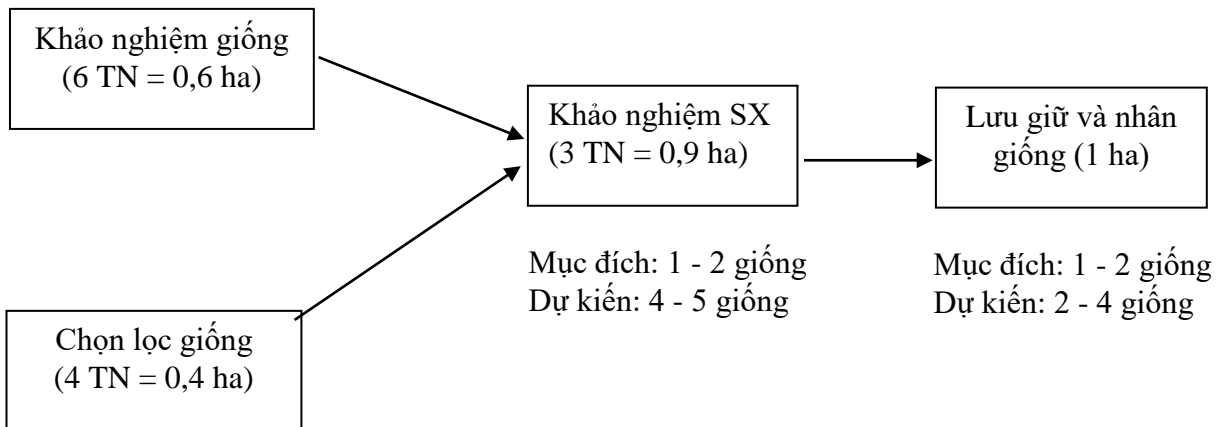 Khảo nghiệm giống
(6 TN = 0,6 ha)
Khảo nghiệm SX
(3 TN = 0,9 ha)
Lưu giữ và nhân
giống (1 ha)
Mục đích: 1 - 2 giống
Dự kiến: 4 - 5 giống
Mục đích: 1 - 2 giống
Dự kiến: 2 - 4 giống
Chọn lọc giống
(4 TN = 0,4 ha)